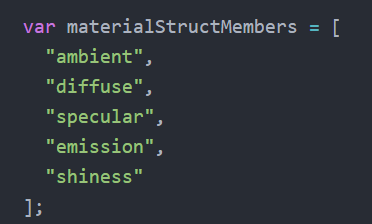 var materialStructMembers = [
"ambient",
"diffuse",
"specular",
"emission",
"shiness"
];